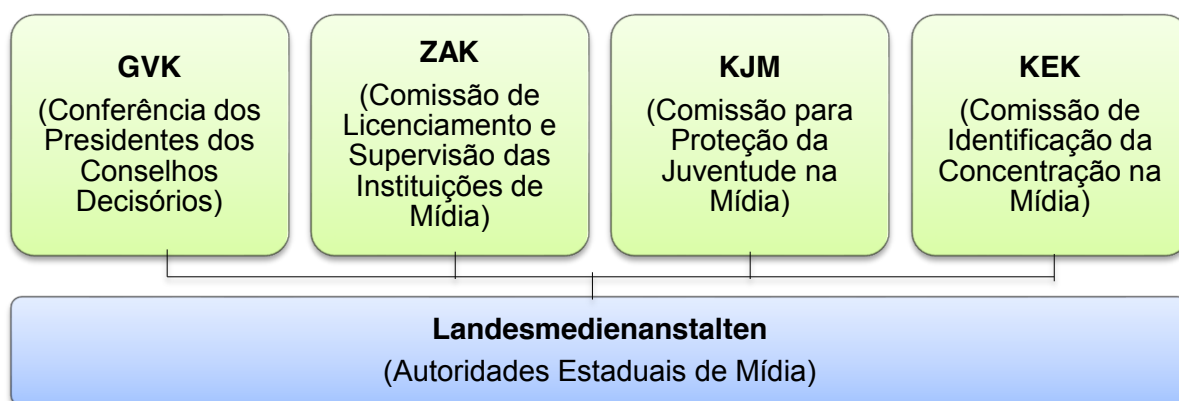 GVK
(Conferência dos
Presidentes dos
Conselhos
Decisórios)
ZAK
(Comissão de
Licenciamento e
Supervisão das
Instituições de
Mídia)
KJM
(Comissão para
Proteção da
Juventude na
Mídia)
KEK
(Comissão de
Identificação da
Concentração na
Mídia)
Landesmedienanstalten
(Autoridades Estaduais de Mídia)